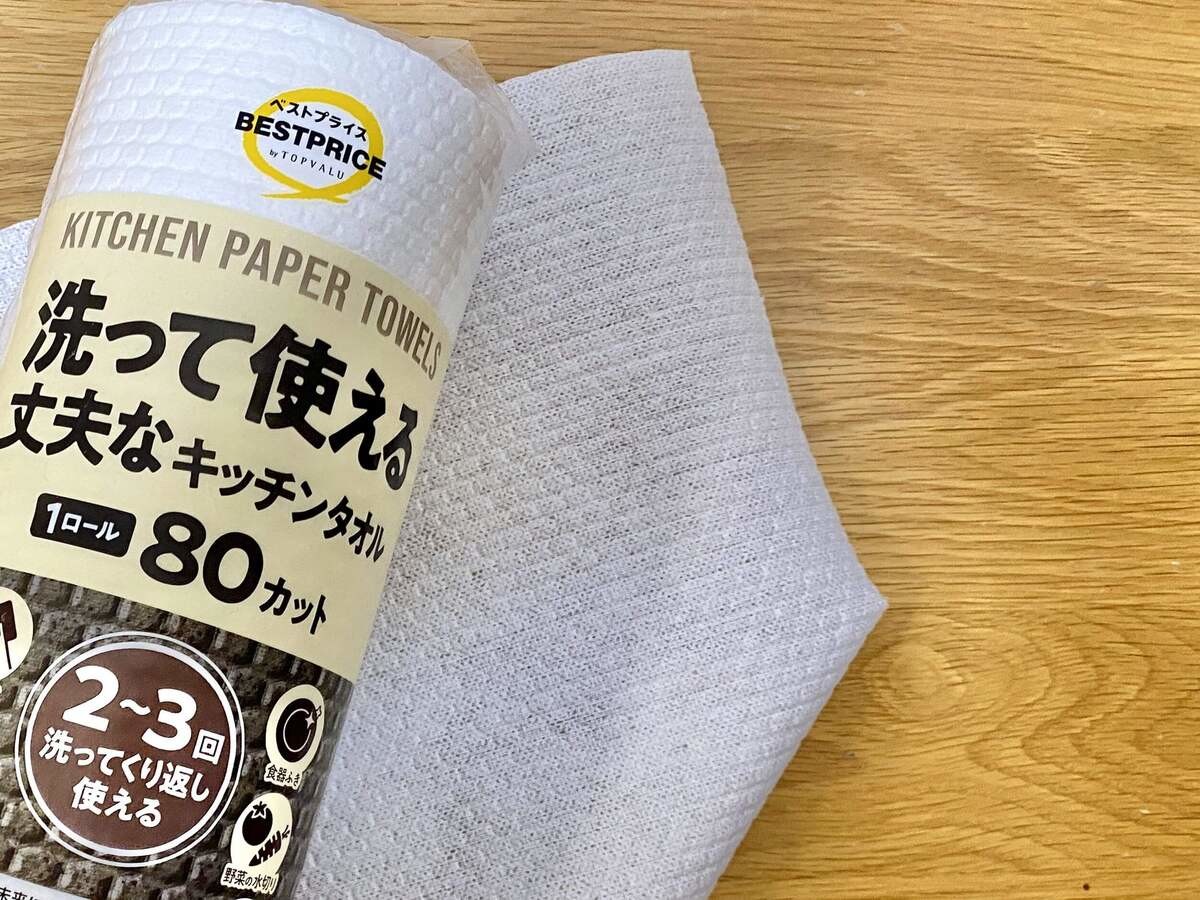 ベストプライス
BESTPRICE
by TOPVALU
KITCHEN PAPER TOWELS
洗って使える
丈夫なキッチンタオル
1ロール 80カット
2~3回
洗ってくり返し
使える
食器ふき
野菜の水切り